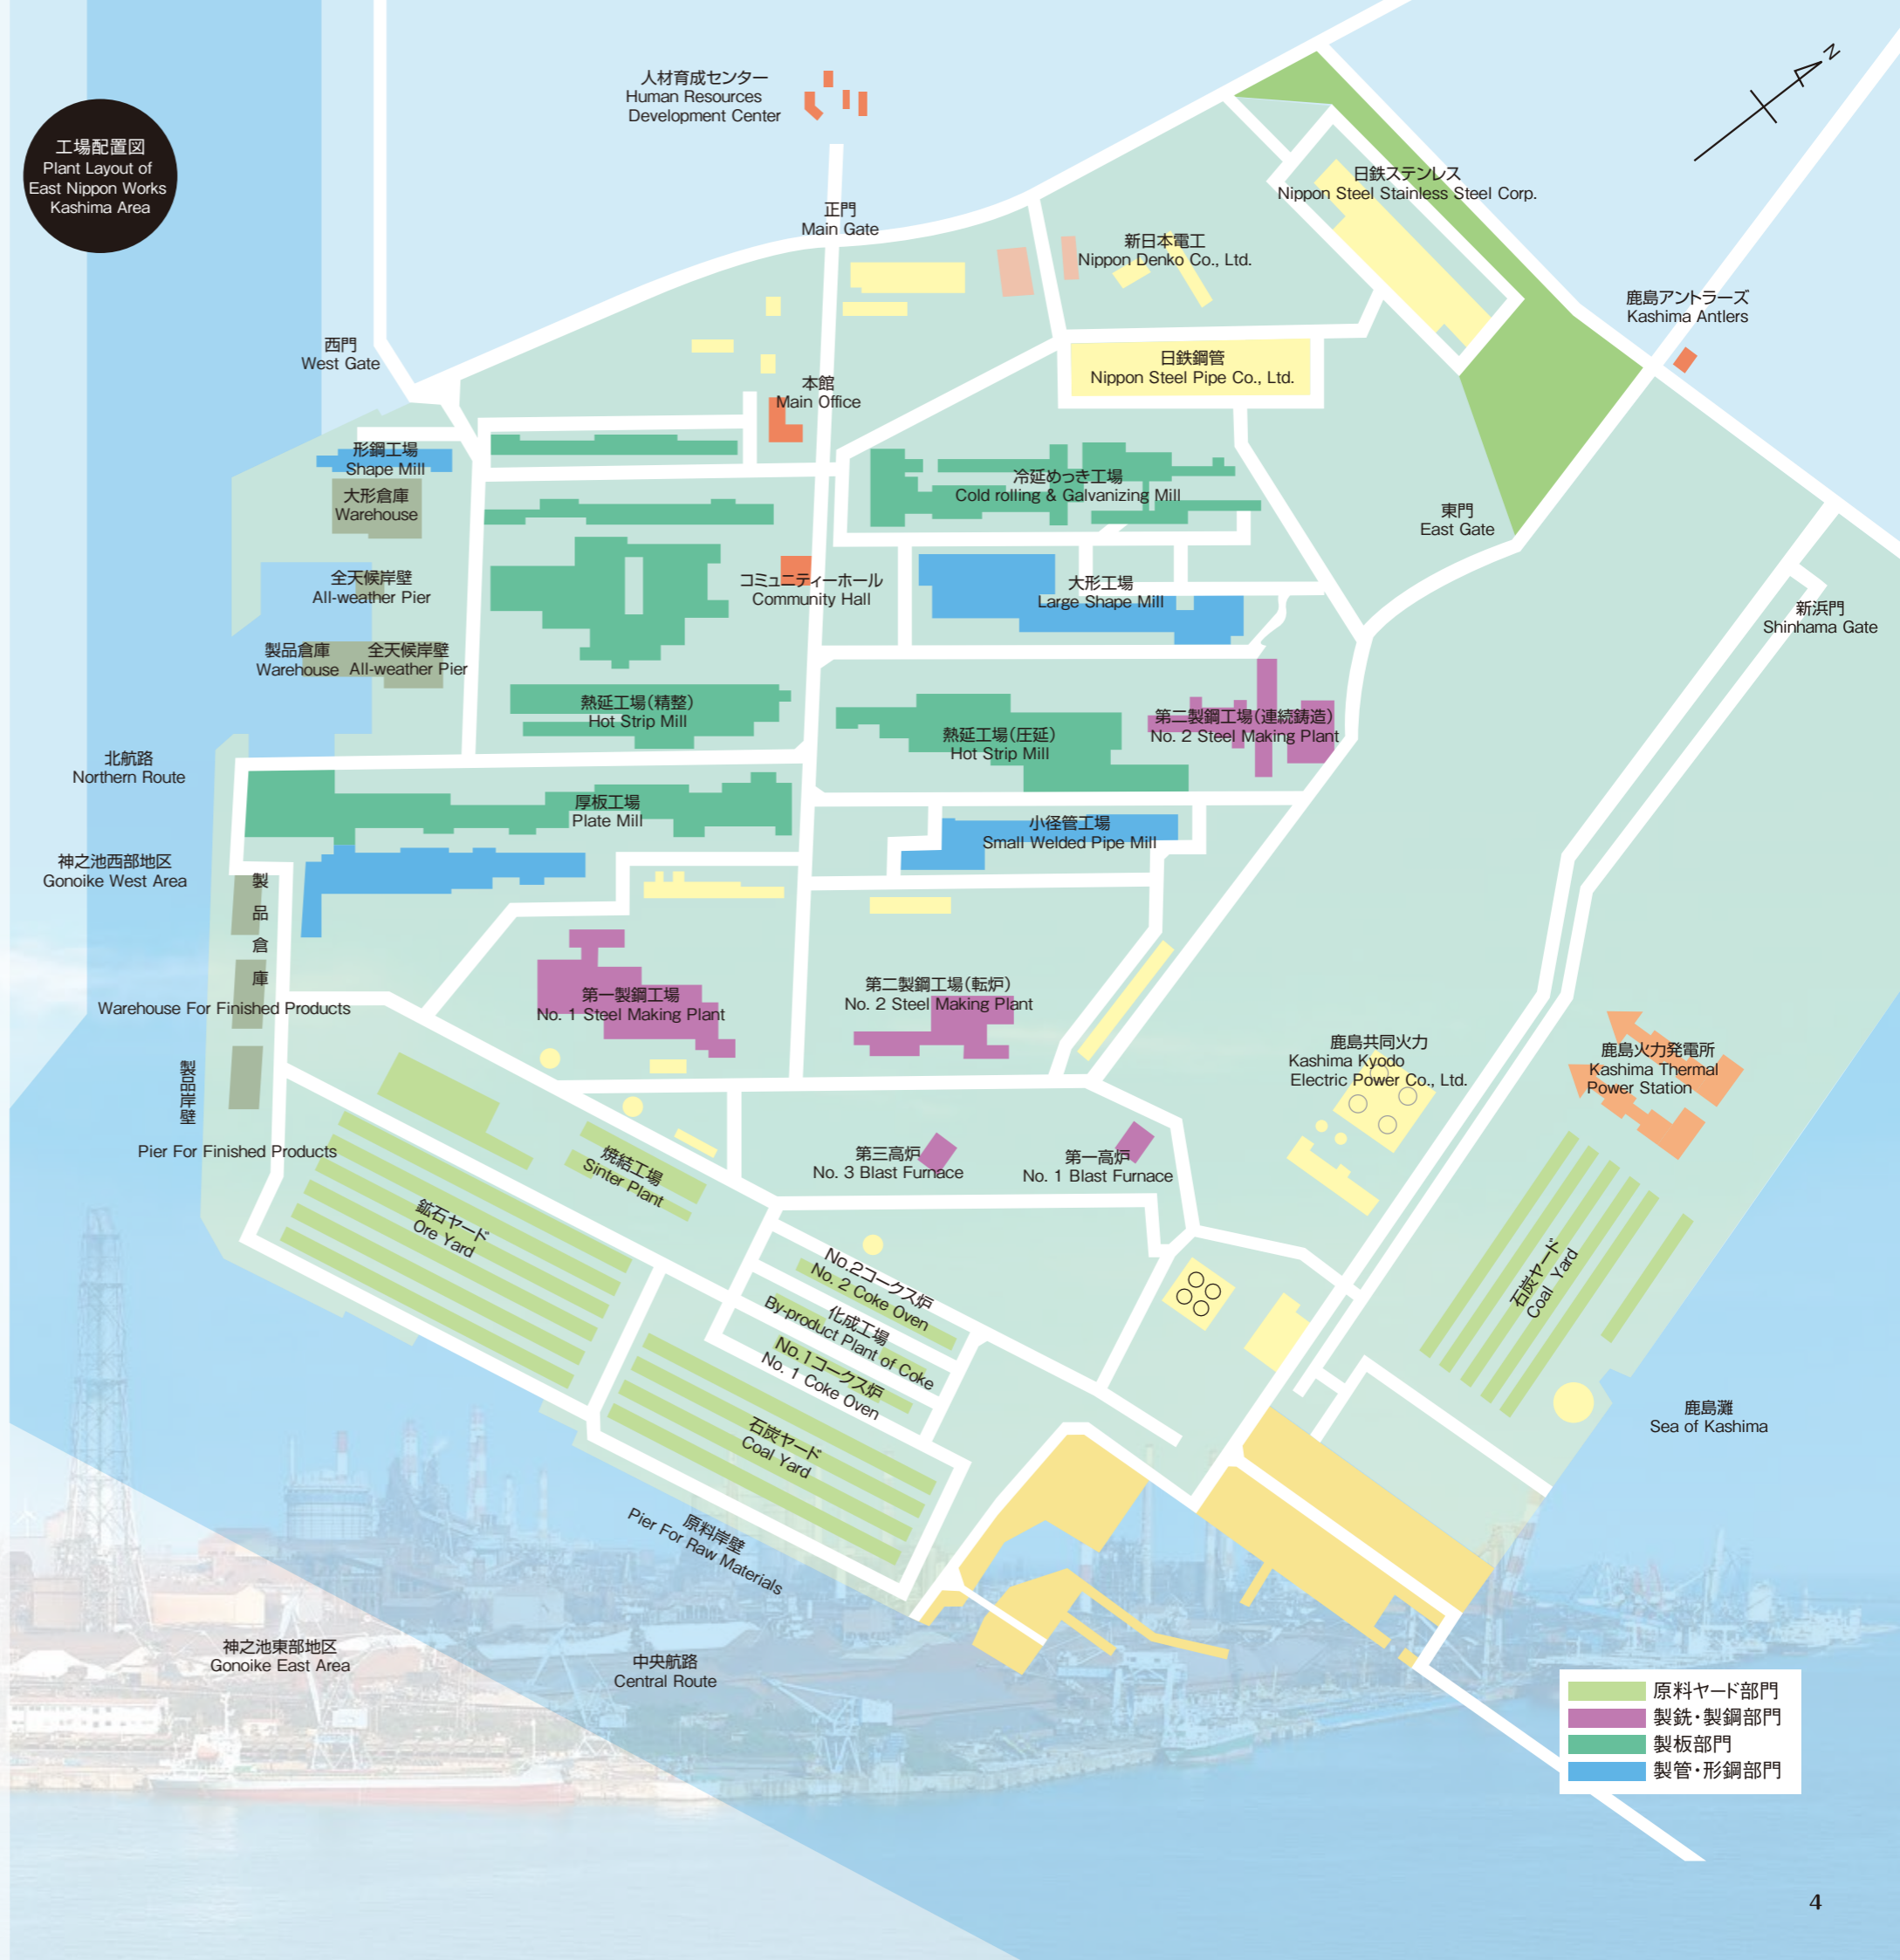 工場配置図
Plant Layout of
East Nippon Works
Kashima Area
人材育成センター
Human Resources
Development Center
N
正門
Main Gate
日鉄ステンレス
Nippon Steel Stainless Steel Corp.
新日本電工
Nippon Denko Co., Ltd.
鹿島アントラーズ
Kashima Antlers
西門
West Gate
日鉄鋼管
Nippon Steel Pipe Co., Ltd.
本館
Main Office
形鋼工場
Shape Mill
大形倉庫
Warehouse
冷延めっき工場
Cold rolling & Galvanizing Mill
東門
East Gate
全天候岸壁
All-weather Pier
コミュニティーホール
Community Hall
大形工場
Large Shape Mill
新浜門
Shinhama Gate
製品倉庫
Warehouse
全天候岸壁
All-weather Pier
熱延工場(精整)
Hot Strip Mill
熱延工場(圧延)
Hot Strip Mill
第二製鋼工場(連続鋳造)
No. 2 Steel Making Plant
北航路
Northern Route
厚板工場
Plate Mill
小径管工場
Small Welded Pipe Mill
神之池西部地区
Gonoike West Area
製品倉庫
Warehouse For Finished Products
第一製鋼工場
No. 1 Steel Making Plant
第二製鋼工場(転炉)
No. 2 Steel Making Plant
鹿島共同火力
Kashima Kyodo
Electric Power Co., Ltd.
鹿島火力発電所
Kashima Thermal
Power Station
製品岸壁
Pier For Finished Products
焼結工場
Sinter Plant
第三高炉
No. 3 Blast Furnace
第一高炉
No. 1 Blast Furnace
鉱石ヤード
Ore Yard
No.2コークス炉
No. 2 Coke Oven
化成工場
By-product Plant of Coke
No.1コークス炉
No. 1 Coke Oven
石炭ヤード
Coal Yard
石炭ヤード
Coal Yard
鹿島灘
Sea of Kashima
原料岸壁
Pier For Raw Materials
神之池東部地区
Gonoike East Area
中央航路
Central Route
原料ヤード部門
製銑・製鋼部門
製板部門
製管・形鋼部門
4